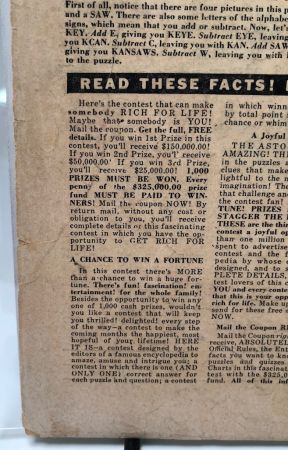 First of all, notice that there are four pictures in this p
and a SAW. There are also some letters of the alphabe
signs, which mean that you add or subtract. Now, let's
KEY. Add E, giving you KEYE. Subtract EYE, leaving
you KCAN. Subtract C, leaving you with KAN. Add SAW
giving you KANSAWS. Subtract W, leaving you with
to the puzzle.
READ THESE FACTS!
Here's the contest that can make
somebody RICH FOR LIFE!
Maybe that somebody is YOU!
Mail the coupon. Get the full, FREE
details. If you win 1st Prize in this
contest, you'll receive $150,000.00!
If you win 2nd Prize, you'll receive
$50,000.00! If you win 3rd Prize,
you'll receive $25,000.00! 1,000
PRIZES MUST BE WON. Every
penny of the $325,000.00 prize
fund MUST BE PAID TO WIN-
NERS! Mail the coupon NOW! By
return mail, without any cost or
obligation to you, you'll receive
complete details of this fascinating
contest in which you have the op-
portunity to GET RICH FOR
LIFE!
A CHANCE TO WIN A FORTUNE
In this contest there's MORE
than a chance to win a huge for-
tune. There's fun! fascination! en-
tertainment! for the whole family!
Besides the opportunity to win any
one of 1,000 cash prizes, wouldn't
you like a contest that will keep
you thrilled! delighted! every step
of the way—a contest to make the
coming months the happiest, most
hopeful of your lifetime! HERE
IT IS—a contest designed by the
editors of a famous encyclopedia to
amaze, amuse and intrigue you; a
contest in which there is one (AND
ONLY ONE) correct answer for
each puzzle and question; a contest
in which winn
by total point
chance or whim
A Joyful
THE ASTO
AMAZING! TH
in the puzzles a
clues that make
lightful to the m
imagination! Tho
that challenge an
the contest fan!
TUNE! PRIZES
STAGGER THE
THESE are the thi
contest a joyful op
than one million
spent to advertise
contest and the f
pedia by whose e
designed, and to s
PLETE DETAILS,
test lovers of this c
YOU and every conte
that this is your oppo
rich for life. Make up
send for these free d
NOW.
Mail the Coupon
Mail the Coupon
receive, ABSOLUTEL
Official Rules, the Ent
facts you want to kn
puzzles and quizzes
Charts in this fascinat
test with the $325,0
fund. All of this inf